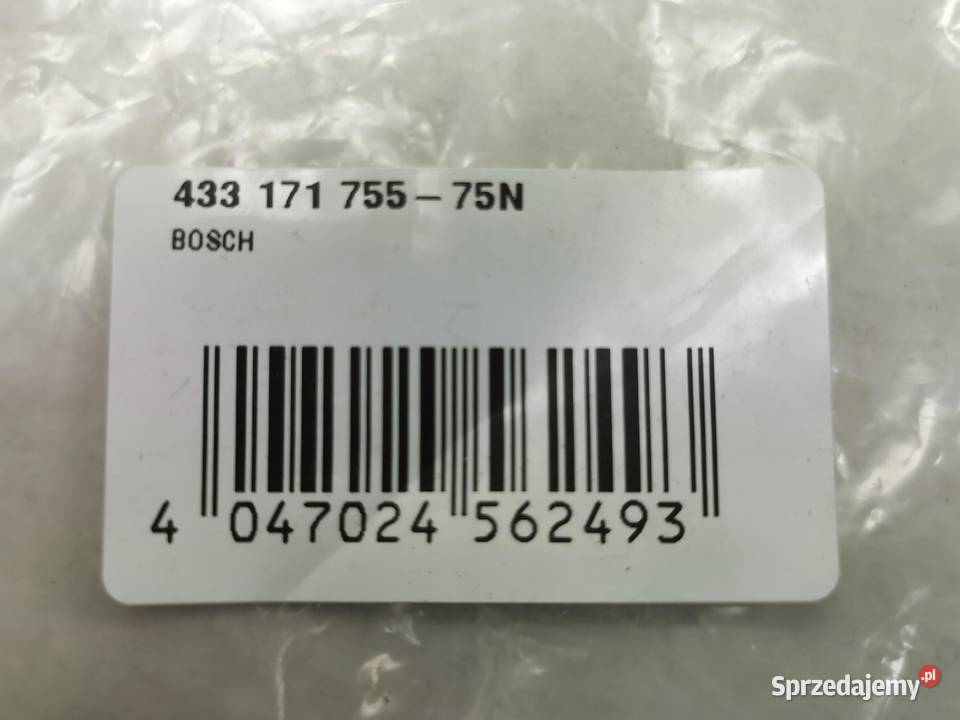 433 171 755 – 75N
BOSCH
4 047024 562493
Sprzedajemy.pl